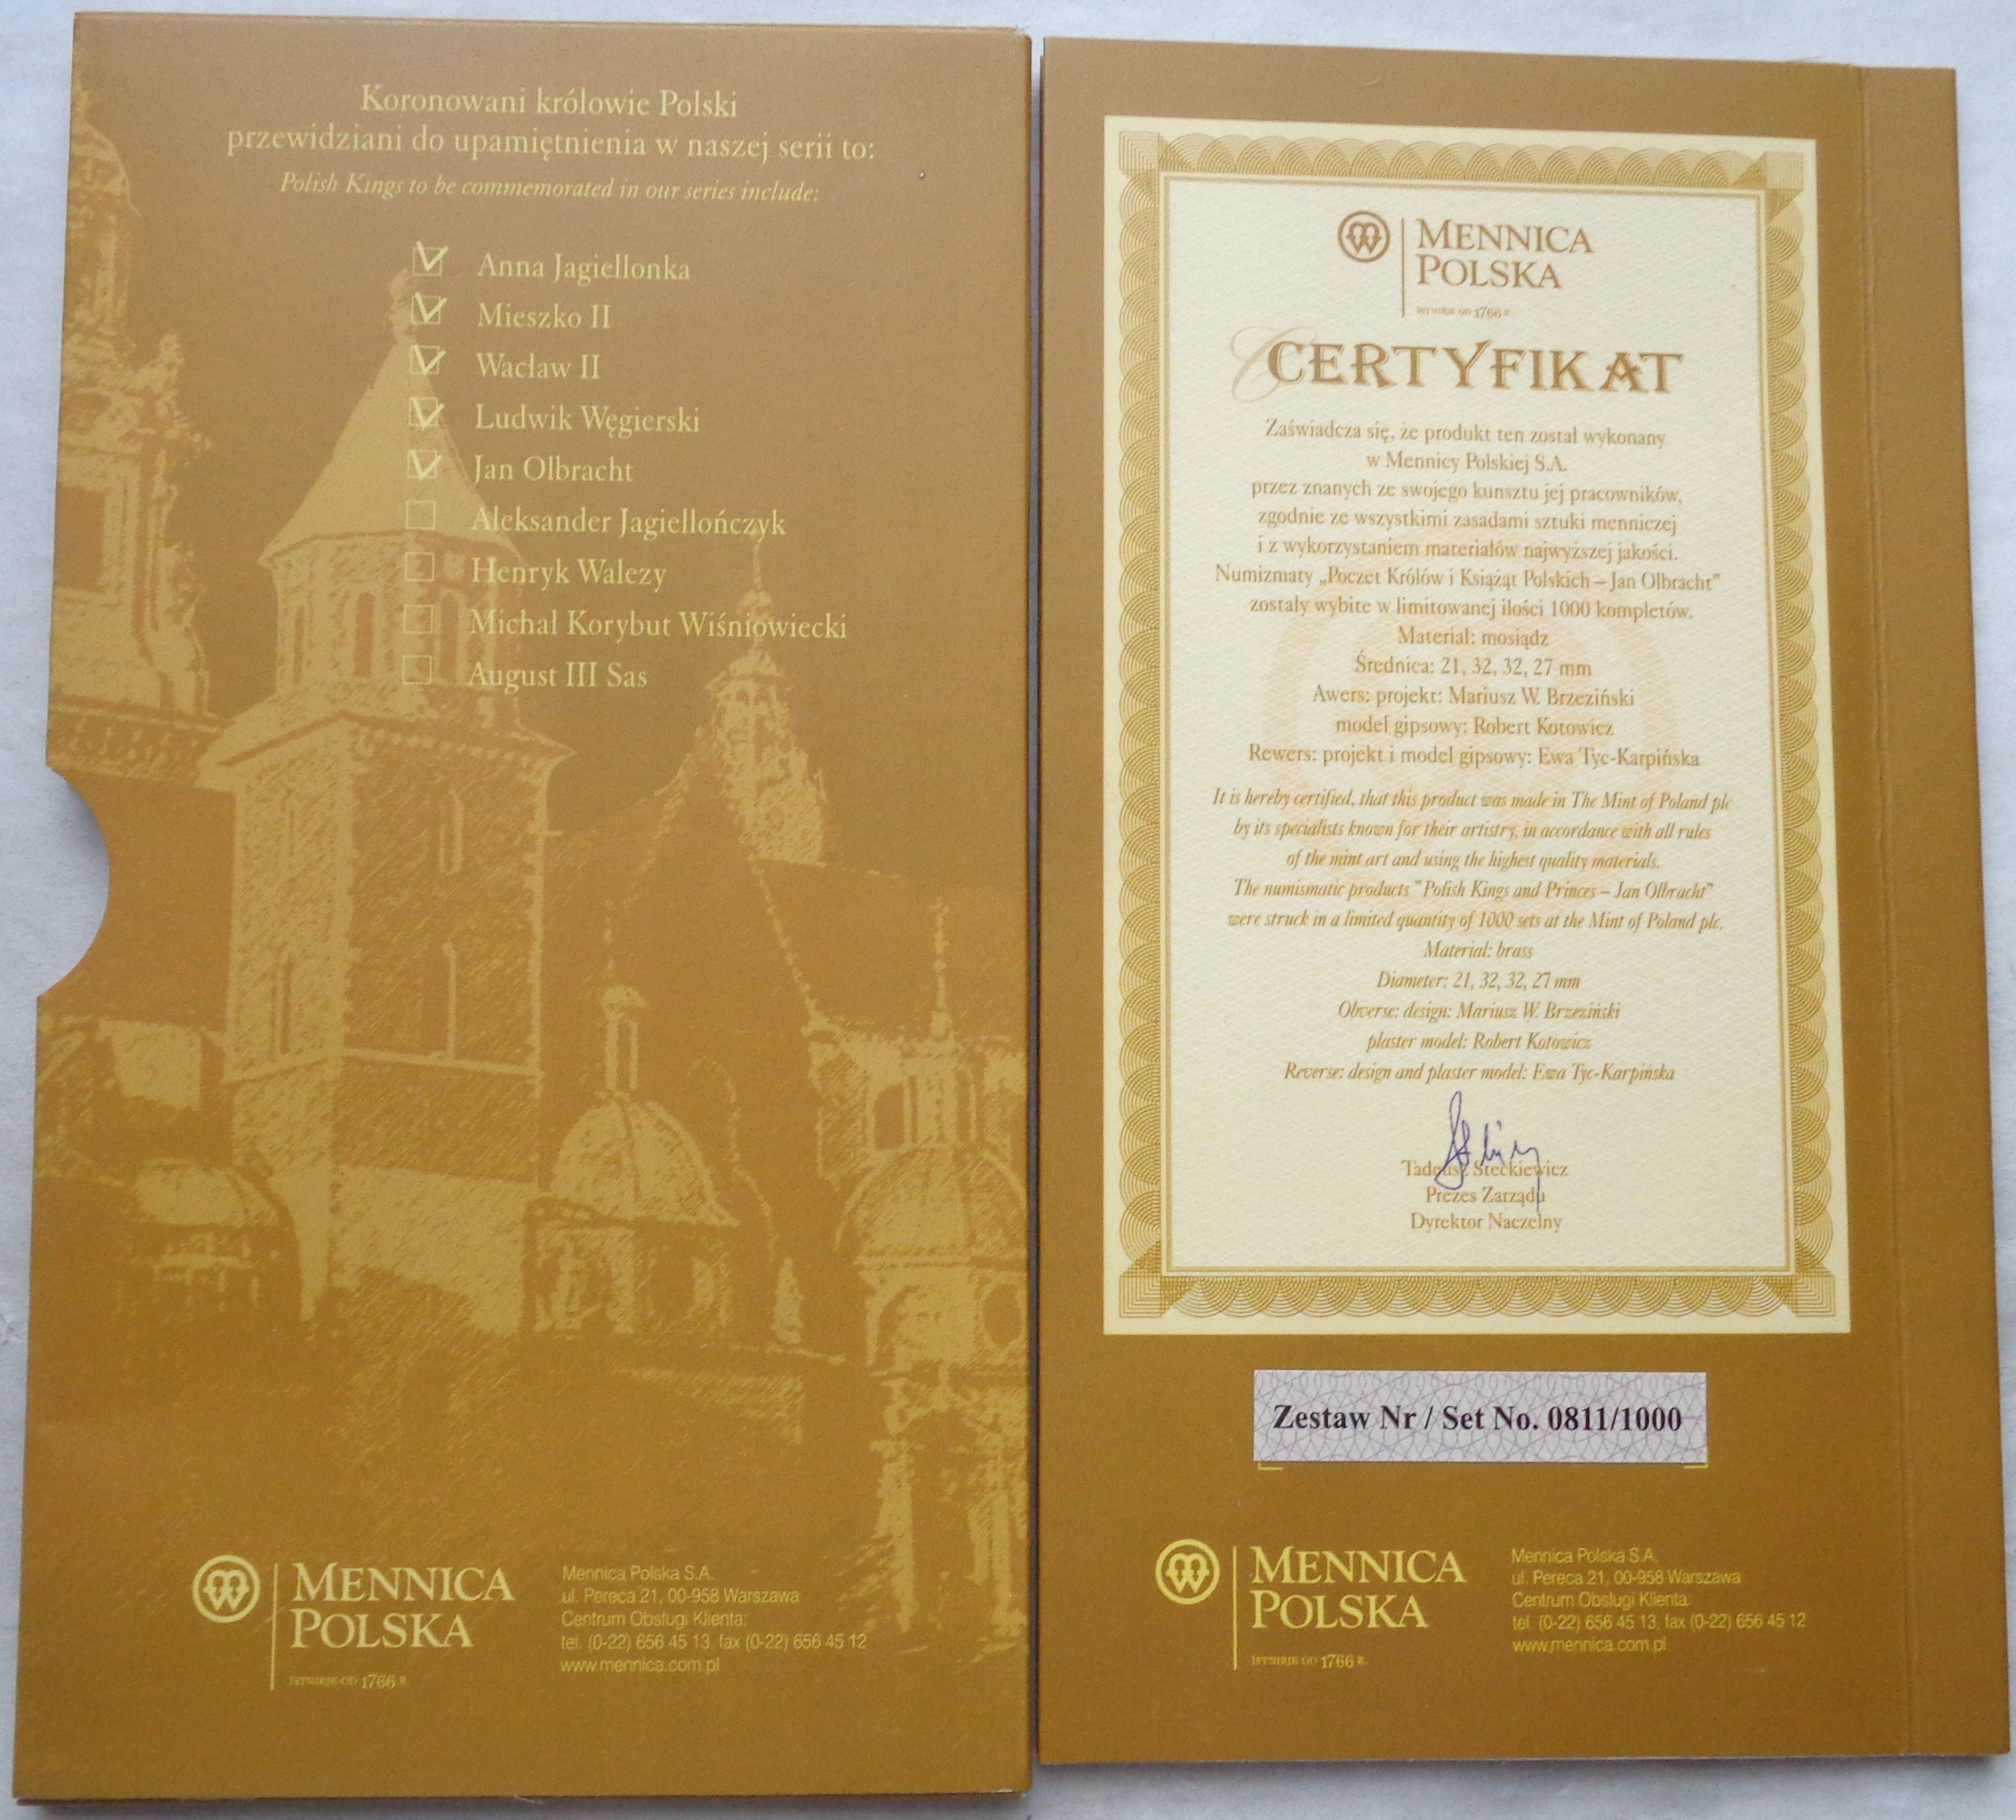 Koronowani królowie Polski
przewidziani do upamiętnienia w naszej serii to:
Polish Kings to be commemorated in our series include:
Anna Jagiellonka
Mieszko II
Wacław II
Ludwik Węgierski
Jan Olbracht
Aleksander Jagiellończyk
Henryk Walezy
Michał Korybut Wiśniowiecki
August III Sas
MENNICA
POLSKA
ISTNIEJE OD 1766 R.
Mennica Polska S.A.
ul. Pereca 21, 00-958 Warszawa
Centrum Obsługi Klienta:
tel. (0-22) 656 45 13, fax (0-22) 656 45 12
www.mennica.com.pl
MENNICA
POLSKA
ISTNIEJE OD 1766 R.
CERTYFIKAT
Zaświadcza się, że produkt ten został wykonany
w Mennicy Polskiej S.A.
przez znanych ze swojego kunsztu jej pracowników,
zgodnie ze wszystkimi zasadami sztuki menniczej
i z wykorzystaniem materiałów najwyższej jakości.
Numizmaty „Poczet Królów i Książąt Polskich – Jan Olbracht”
zostały wybite w limitowanej ilości 1000 kompletów.
Materiał: mosiądz
Średnica: 21, 32, 32, 27 mm
Awers: projekt: Mariusz W. Brzeziński
model gipsowy: Robert Kotowicz
Rewers: projekt i model gipsowy: Ewa Tyc-Karpińska
It is hereby certified, that this product was made in The Mint of Poland plc
by its specialists known for their artistry, in accordance with all rules
of the mint art and using the highest quality materials.
The numismatic products "Polish Kings and Princes – Jan Olbracht"
were struck in a limited quantity of 1000 sets at the Mint of Poland plc.
Material: brass
Diameter: 21, 32, 32, 27 mm
Obverse: design: Mariusz W. Brzeziński
plaster model: Robert Kotowicz
Reverse: design and plaster model: Ewa Tyc-Karpińska
Tadeusz Steckiewicz
Prezes Zarządu
Dyrektor Naczelny
Zestaw Nr / Set No. 0811/1000
MENNICA
POLSKA
ISTNIEJE OD 1766 R.
Mennica Polska S.A.
ul. Pereca 21, 00-958 Warszawa
Centrum Obsługi Klienta:
tel. (0-22) 656 45 13, fax (0-22) 656 45 12
www.mennica.com.pl